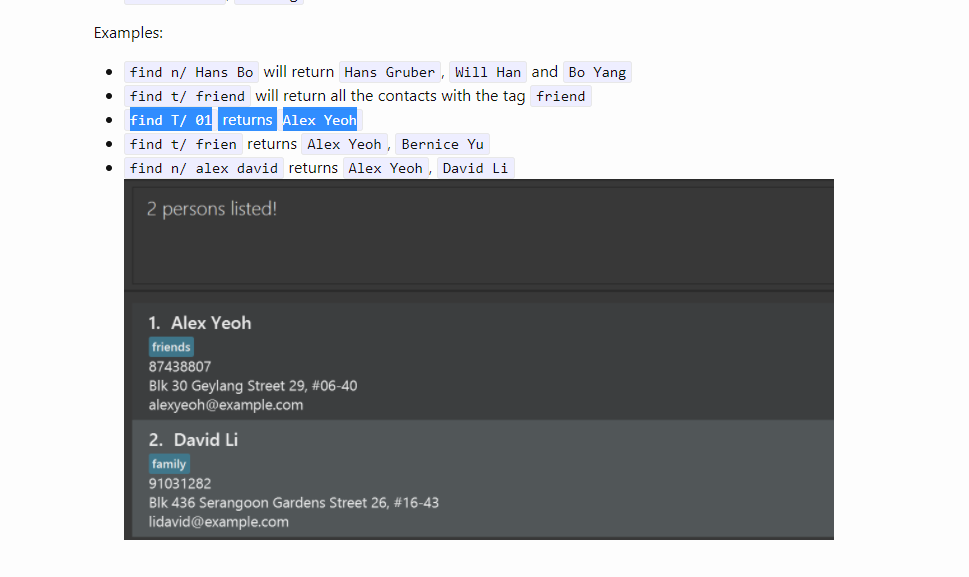 Examples:
find n/ Hans Bo will return Hans Gruber, Will Han and Bo Yang
find t/ friend will return all the contacts with the tag friend
find T/ 01 returns Alex Yeoh
find t/ frien returns Alex Yeoh, Bernice Yu
find n/ alex david returns Alex Yeoh, David Li
2 persons listed!
1. Alex Yeoh
friends
87438807
Blk 30 Geylang Street 29, #06-40
alexyeoh@example.com
2. David Li
family
91031282
Blk 436 Serangoon Gardens Street 26, #16-43
lidavid@example.com